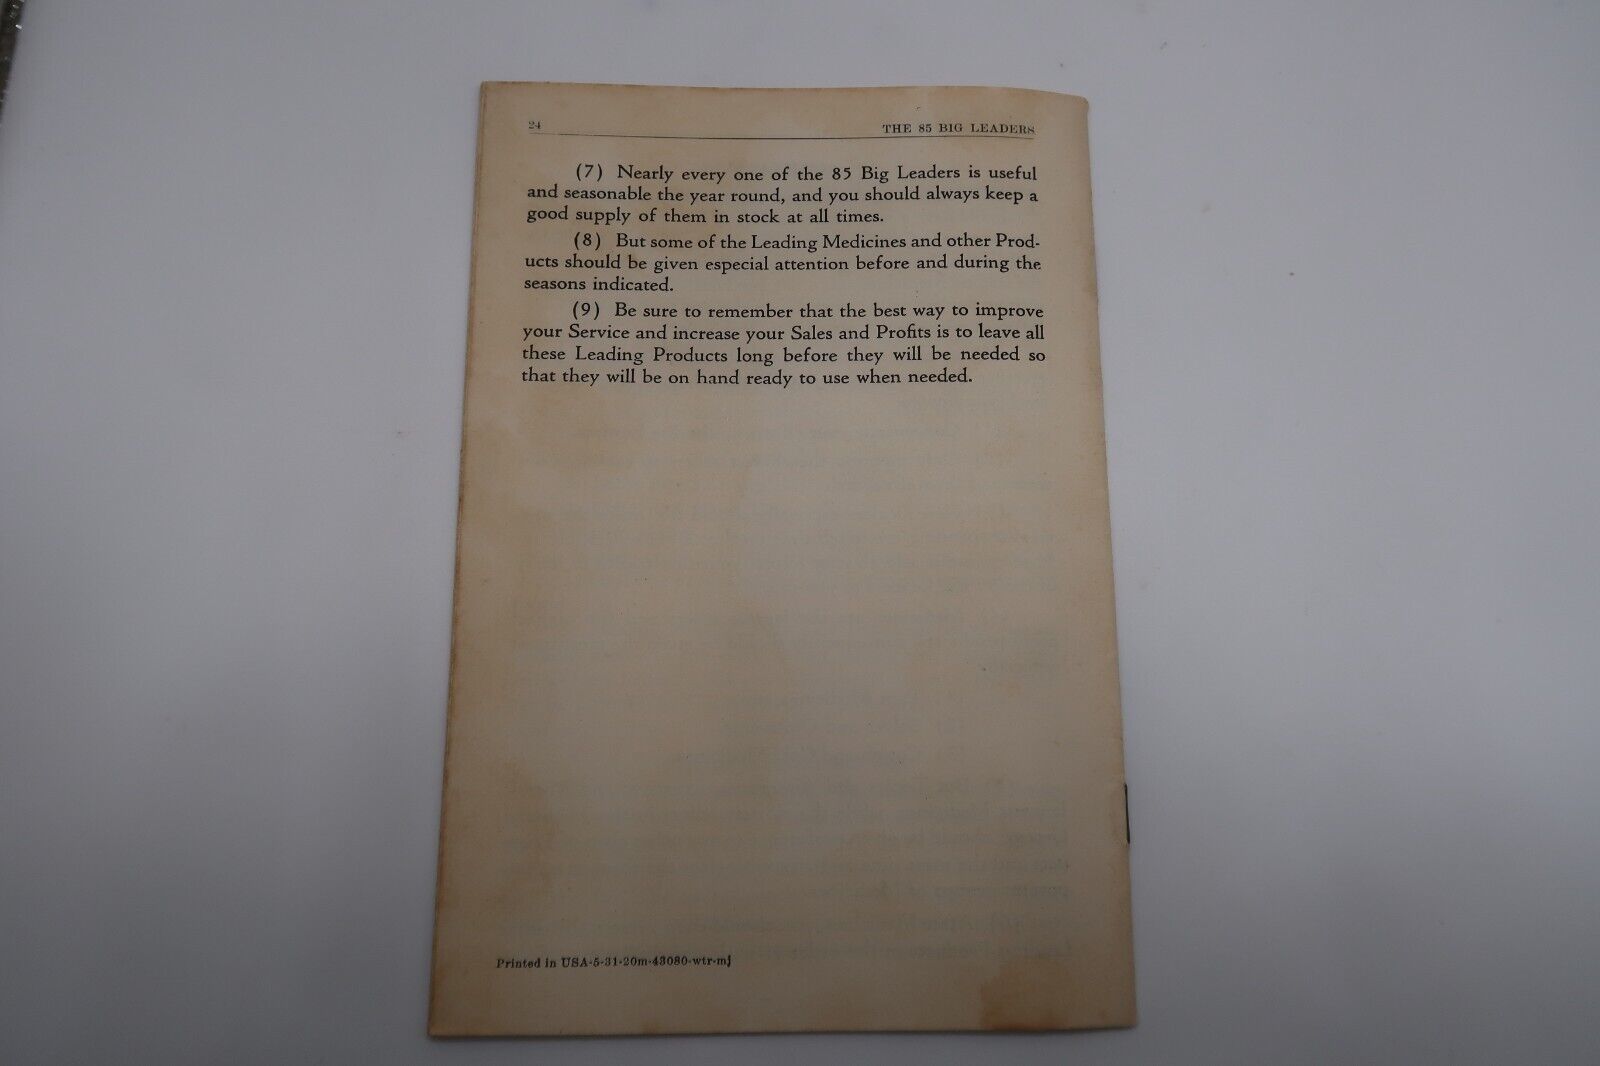 24 THE 85 BIG LEADERS
(7) Nearly every one of the 85 Big Leaders is useful
and seasonable the year round, and you should always keep a
good supply of them in stock at all times.
(8) But some of the Leading Medicines and other Prod-
ucts should be given especial attention before and during the
seasons indicated.
(9) Be sure to remember that the best way to improve
your Service and increase your Sales and Profits is to leave all
these Leading Products long before they will be needed so
that they will be on hand ready to use when needed.
Printed in USA-5-31-20m-43080-wtr-mj